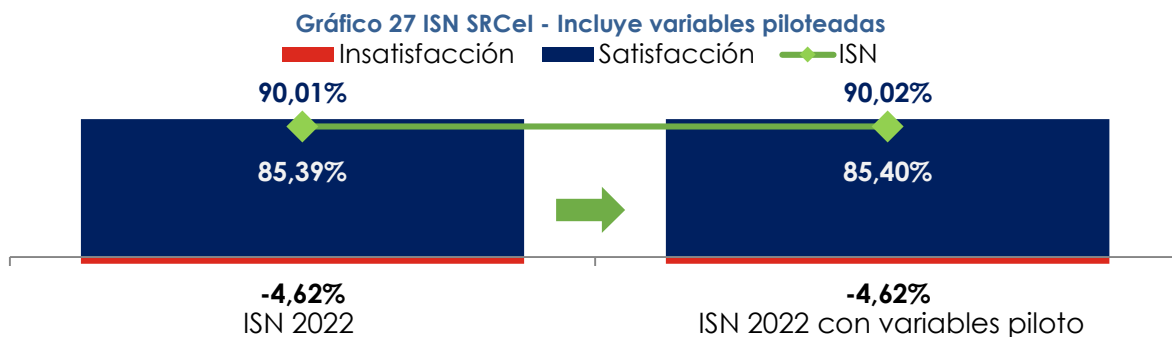 Gráfico 27 ISN SRCeI - Incluye variables piloteadas
Insatisfacción Satisfacción ISN
90,01% 90,02%
85,39% 85,40%
-4,62% -4,62%
ISN 2022 ISN 2022 con variables piloto